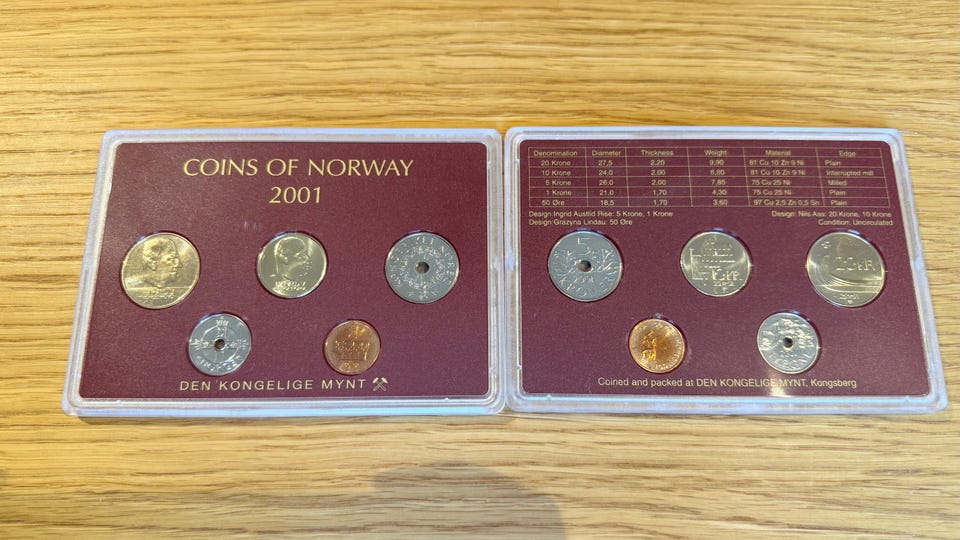 COINS OF NORWAY
2001
DEN KONGELIGE MYNT
Denomination Diameter Thickness Weight Material Edge
20 Krone 27,5 2,20 9,90 81 Cu 10 Zn 9 Ni Plain
10 Krone 24,0 2,00 6,80 81 Cu 10 Zn 9 Ni Interrupted mill
5 Krone 26,0 2,00 7,85 75 Cu 25 Ni Milled
1 Krone 21,0 1,70 4,30 75 Cu 25 Ni Plain
50 Øre 18,5 1,70 3,60 97 Cu 2,5 Zn 0,5 Sn Plain
Design:Ingrid Austlid Rise: 5 Krone, 1 Krone Design: Nils Aas: 20 Krone, 10 Krone
Design:Grazyna Lindau: 50 Øre Condition: Uncirculated
5
20 KR
Coined and packed at DEN KONGELIGE MYNT, Kongsberg